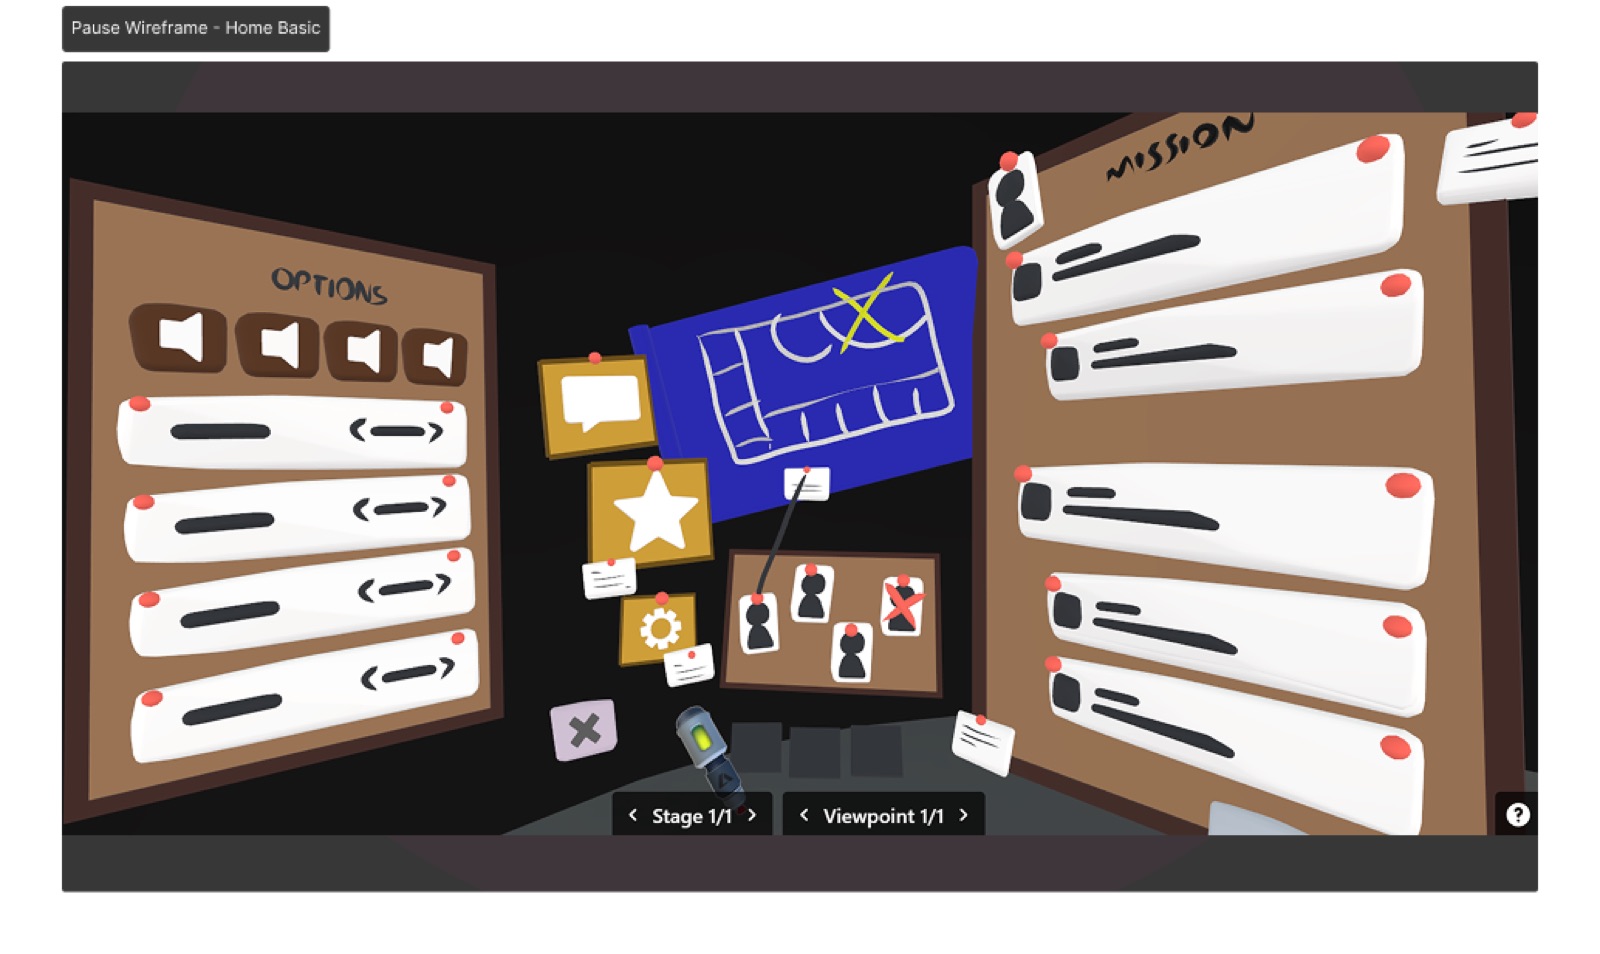 Pause Wireframe - Home Basic
MISSION
OPTIONS
< Stage 1/1 >
< Viewpoint 1/1 >
?